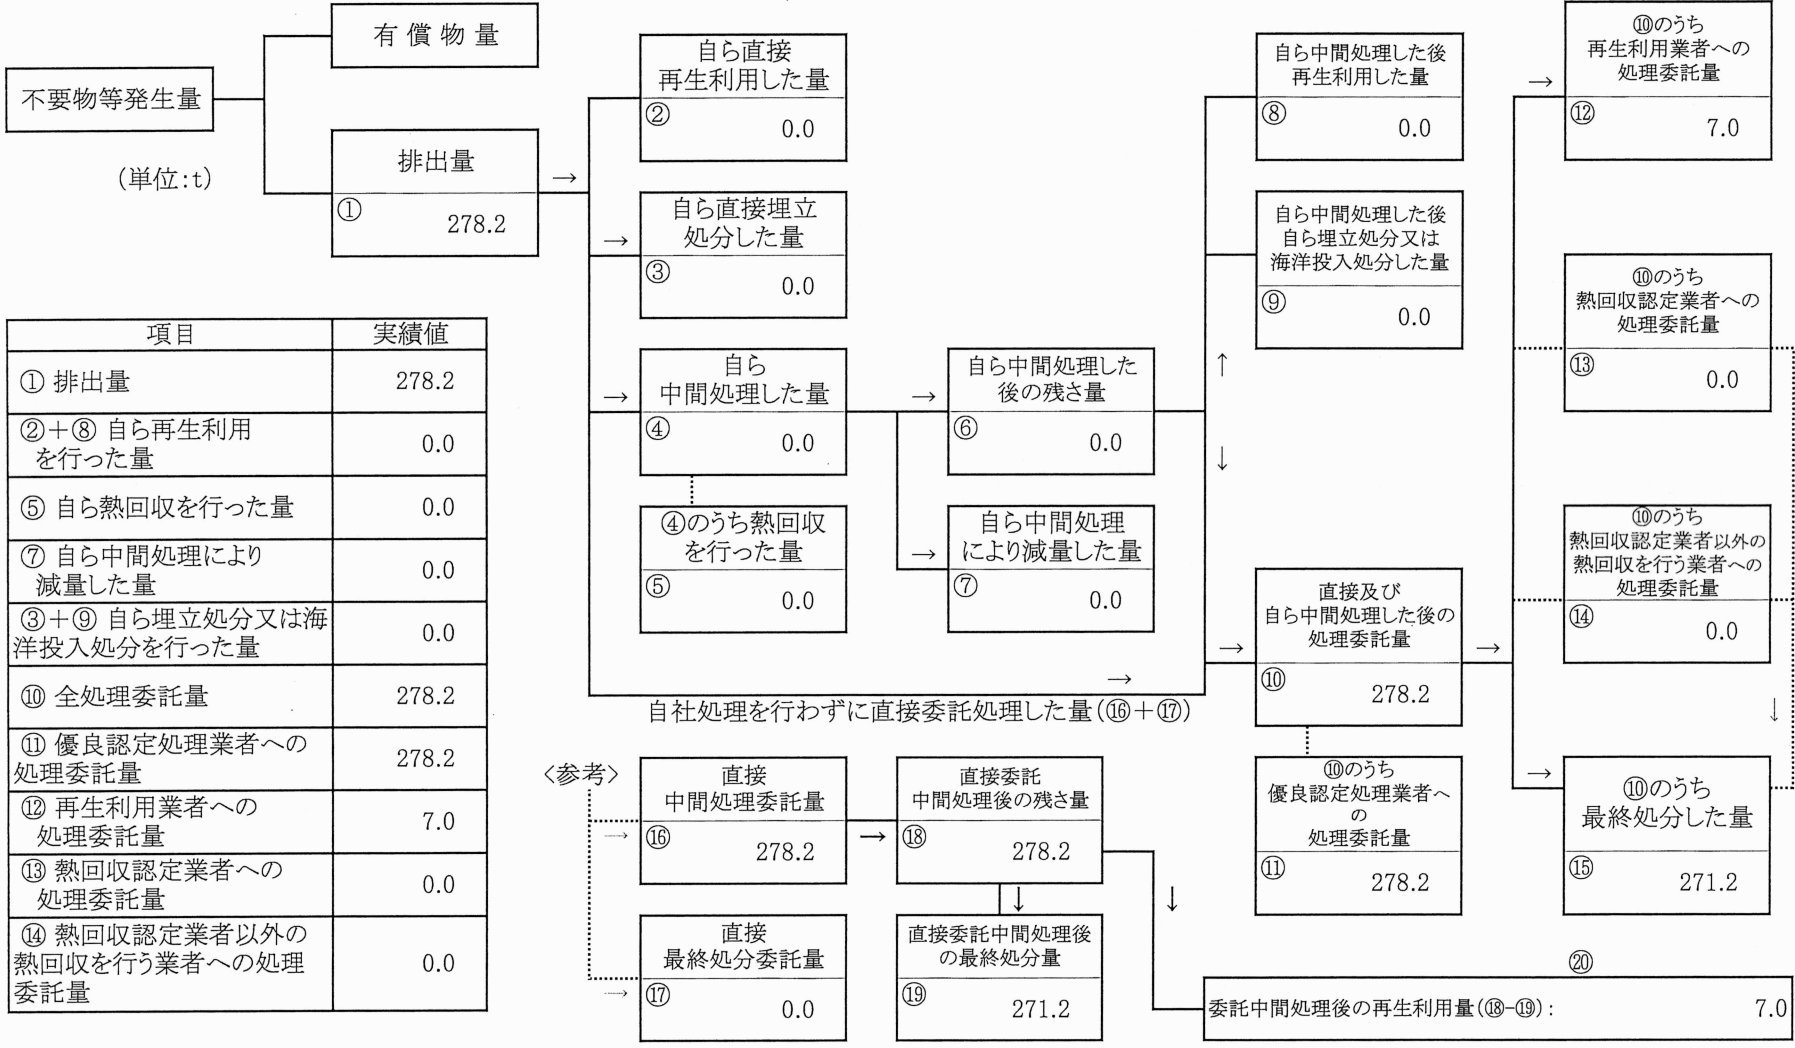 有償物量
不要物等発生量
(単位:t)
排出量
①
278.2
→
自ら直接
再生利用した量
②
0.0
→
自ら直接埋立
処分した量
③
0.0
→
自ら
中間処理した量
④
0.0
④のうち熱回収
を行った量
⑤
0.0
→
自ら中間処理した
後の残さ量
⑥
0.0
→
自ら中間処理
により減量した量
⑦
0.0
自ら中間処理した後
再生利用した量
⑧
0.0
自ら中間処理した後
自ら埋立処分又は
海洋投入処分した量
⑨
0.0
↑
↓
→
自社処理を行わずに直接委託処理した量(⑯+⑰)
→
直接及び
自ら中間処理した後の
処理委託量
⑩
278.2
⑩のうち
優良認定処理業者へ
の
処理委託量
⑪
278.2
→
→
⑩のうち
再生利用業者への
処理委託量
⑫
7.0
⑩のうち
熱回収認定業者への
処理委託量
⑬
0.0
⑩のうち
熱回収認定業者以外の
熱回収を行う業者への
処理委託量
⑭
0.0
↓
→
⑩のうち
最終処分した量
⑮
271.2
項目 実績値
① 排出量 278.2
②+⑧ 自ら再生利用
を行った量 0.0
⑤ 自ら熱回収を行った量 0.0
⑦ 自ら中間処理により
減量した量 0.0
③+⑨ 自ら埋立処分又は海
洋投入処分を行った量 0.0
⑩ 全処理委託量 278.2
⑪ 優良認定処理業者への
処理委託量 278.2
⑫ 再生利用業者への
処理委託量 7.0
⑬ 熱回収認定業者への
処理委託量 0.0
⑭ 熱回収認定業者以外の
熱回収を行う業者への処理
委託量 0.0
<参考>
→
直接
中間処理委託量
⑯
278.2
→
直接
最終処分委託量
⑰
0.0
→
直接委託
中間処理後の残さ量
⑱
278.2
↓
直接委託中間処理後
の最終処分量
⑲
271.2
↓
⑳
委託中間処理後の再生利用量(⑱-⑲): 7.0